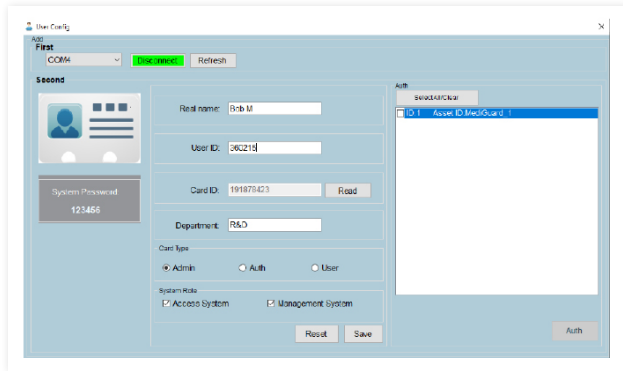 User Config
Add
First
COM4 Disconnect Refresh
Second
Auth
Select All/Clear
ID:1 Asset ID:MediGuard_1
Real name: Bob M
User ID: 360215
Card ID: 191878423 Read
System Password
123456
Department: R&D
Card Type
Admin Auth User
System Role
Access System Management System
Reset Save
Auth